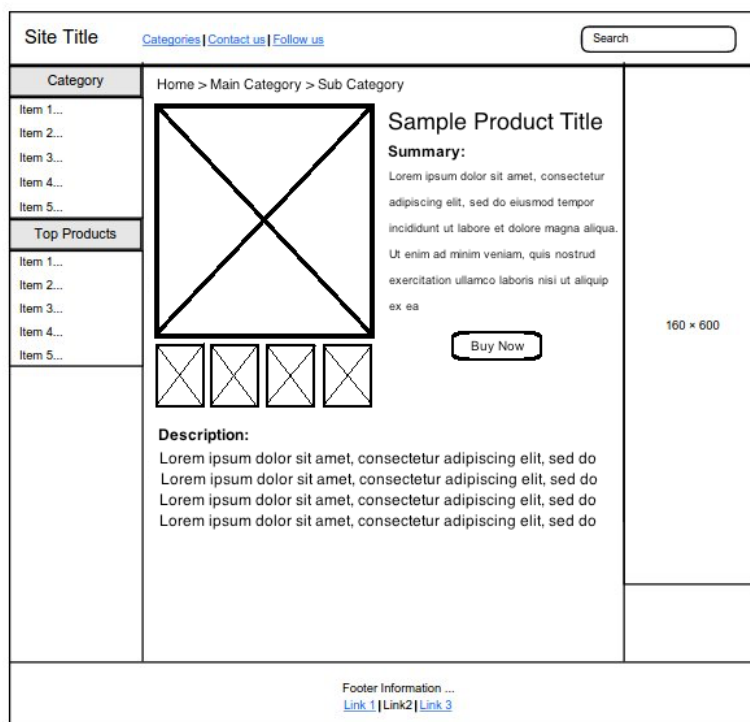 Site Title
Categories | Contact us | Follow us
Search
Category
Item 1...
Item 2...
Item 3...
Item 4...
Item 5...
Top Products
Item 1...
Item 2...
Item 3...
Item 4...
Item 5...
Home > Main Category > Sub Category
Sample Product Title
Summary:
Lorem ipsum dolor sit amet, consectetur
adipiscing elit, sed do eiusmod tempor
incididunt ut labore et dolore magna aliqua.
Ut enim ad minim veniam, quis nostrud
exercitation ullamco laboris nisi ut aliquip
ex ea
Buy Now
Description:
Lorem ipsum dolor sit amet, consectetur adipiscing elit, sed do
Lorem ipsum dolor sit amet, consectetur adipiscing elit, sed do
Lorem ipsum dolor sit amet, consectetur adipiscing elit, sed do
Lorem ipsum dolor sit amet, consectetur adipiscing elit, sed do
160 × 600
Footer Information ...
Link 1 | Link2 | Link 3